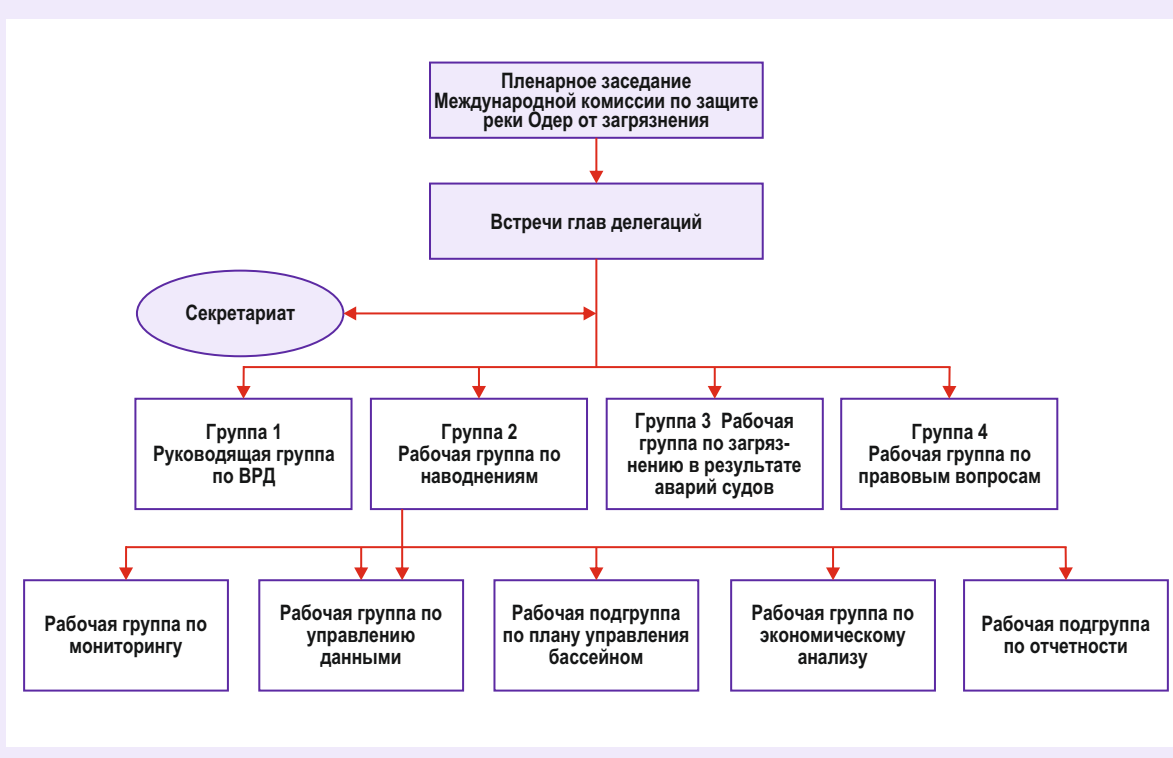 Пленарное заседание
Международной комиссии по защите
реки Одер от загрязнения
Встречи глав делегаций
Секретариат
Группа 1
Руководящая группа
по ВРД
Группа 2
Рабочая группа по
наводнениям
Группа 3 Рабочая
группа по загряз-
нению в результате
аварий судов
Группа 4
Рабочая группа по
правовым вопросам
Рабочая группа по
мониторингу
Рабочая группа по
управлению
данными
Рабочая подгруппа
по плану управления
бассейном
Рабочая группа по
экономическому
анализу
Рабочая подгруппа
по отчетности